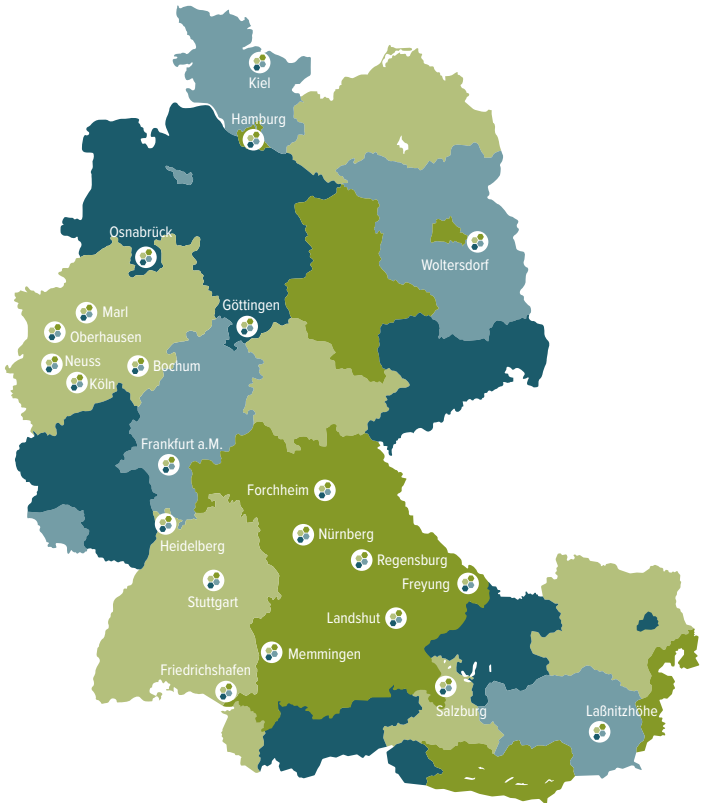 Kiel
Hamburg
Osnabrück
Woltersdorf
Göttingen
Marl
Oberhausen
Neuss
Bochum
Köln
Frankfurt a.M.
Forchheim
Nürnberg
Heidelberg
Regensburg
Freyung
Stuttgart
Landshut
Memmingen
Friedrichshafen
Salzburg
Laßnitzhöhe